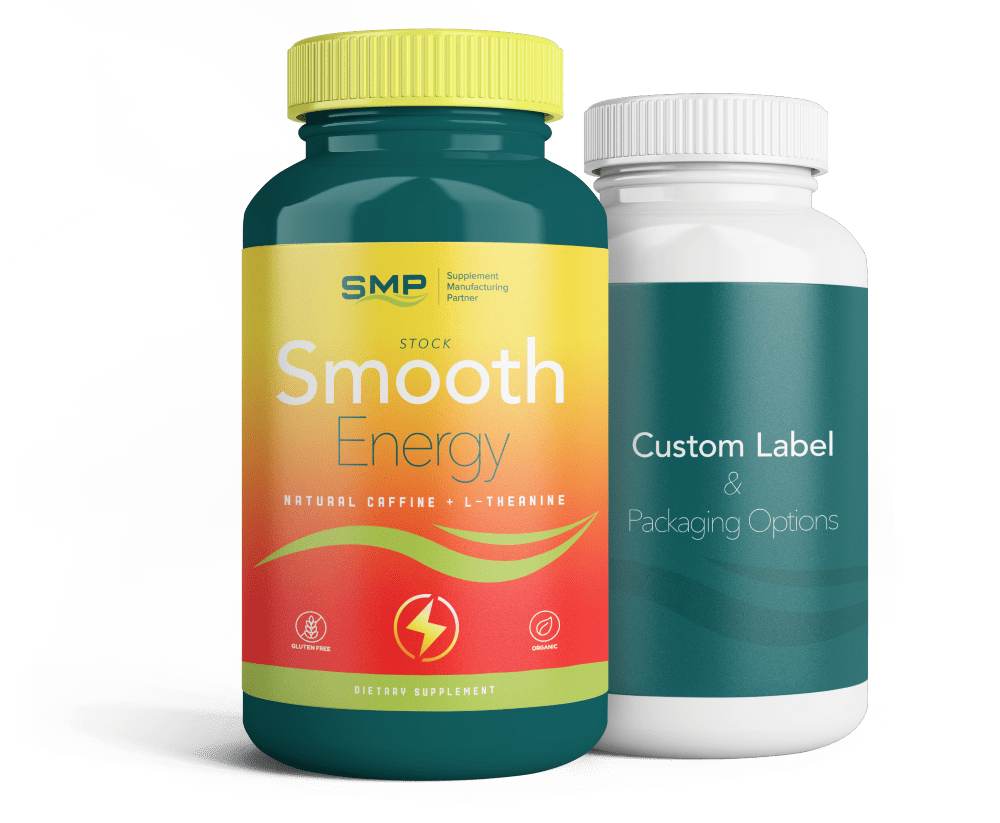 SMP
Supplement
Manufacturing
Partner
STOCK
Smooth
Energy
NATURAL CAFFINE + L-THEANINE
GLUTEN FREE
ORGANIC
DIETARY SUPPLEMENT
Custom Label
&
Packaging Options